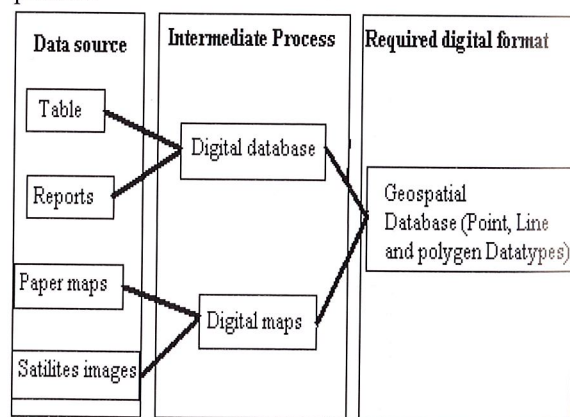 Data source
Intermediate Process
Required digital format
Table
Reports
Paper maps
Satilites images
Digital database
Digital maps
Geospatial
Database (Point, Line
and polygen Datatypes)